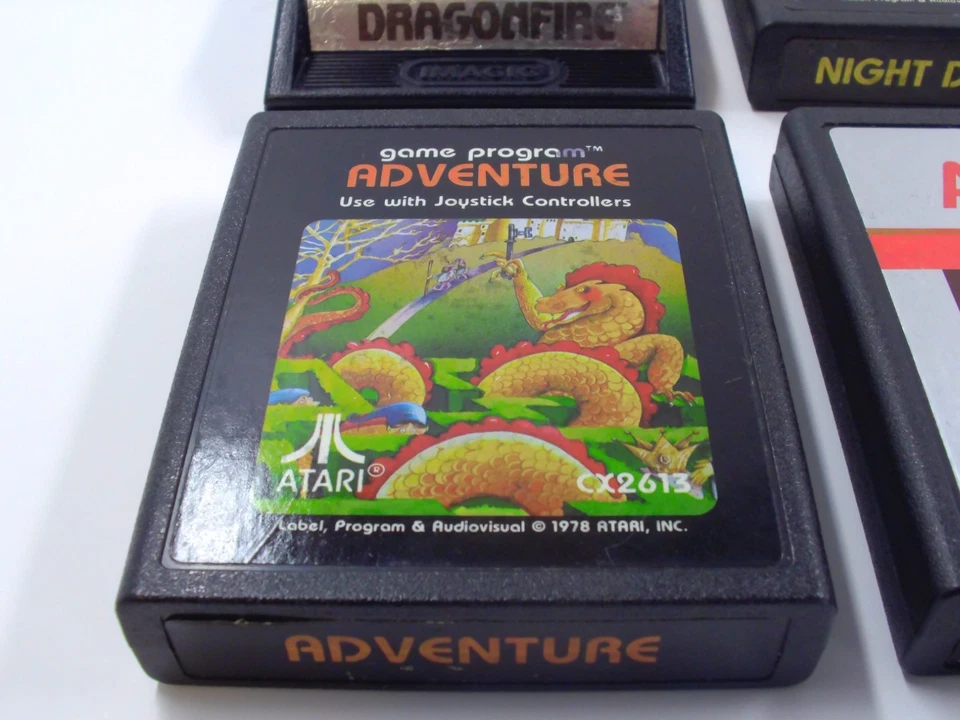 DRAGONFIRE
IMAGIC
NIGHT
game program™
ADVENTURE
Use with Joystick Controllers
ATARI®
CX2613
Label, Program & Audiovisual © 1978 ATARI, INC.
ADVENTURE